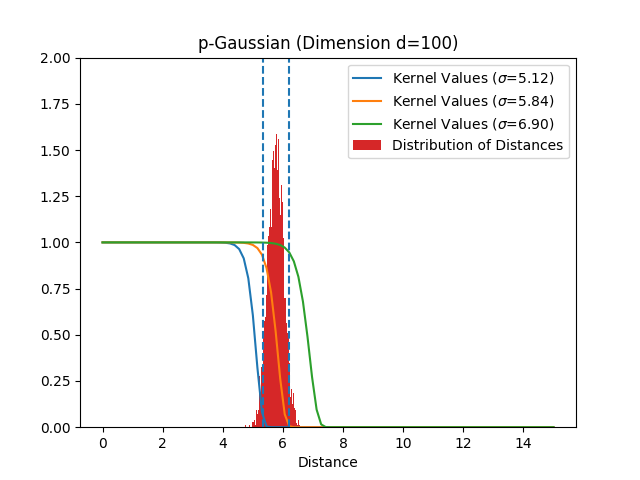 p-Gaussian (Dimension d=100)
2.00
1.75
1.50
1.25
1.00
0.75
0.50
0.25
0.00
Kernel Values (σ=5.12)
Kernel Values (σ=5.84)
Kernel Values (σ=6.90)
Distribution of Distances
0 2 4 6 8 10 12 14
Distance